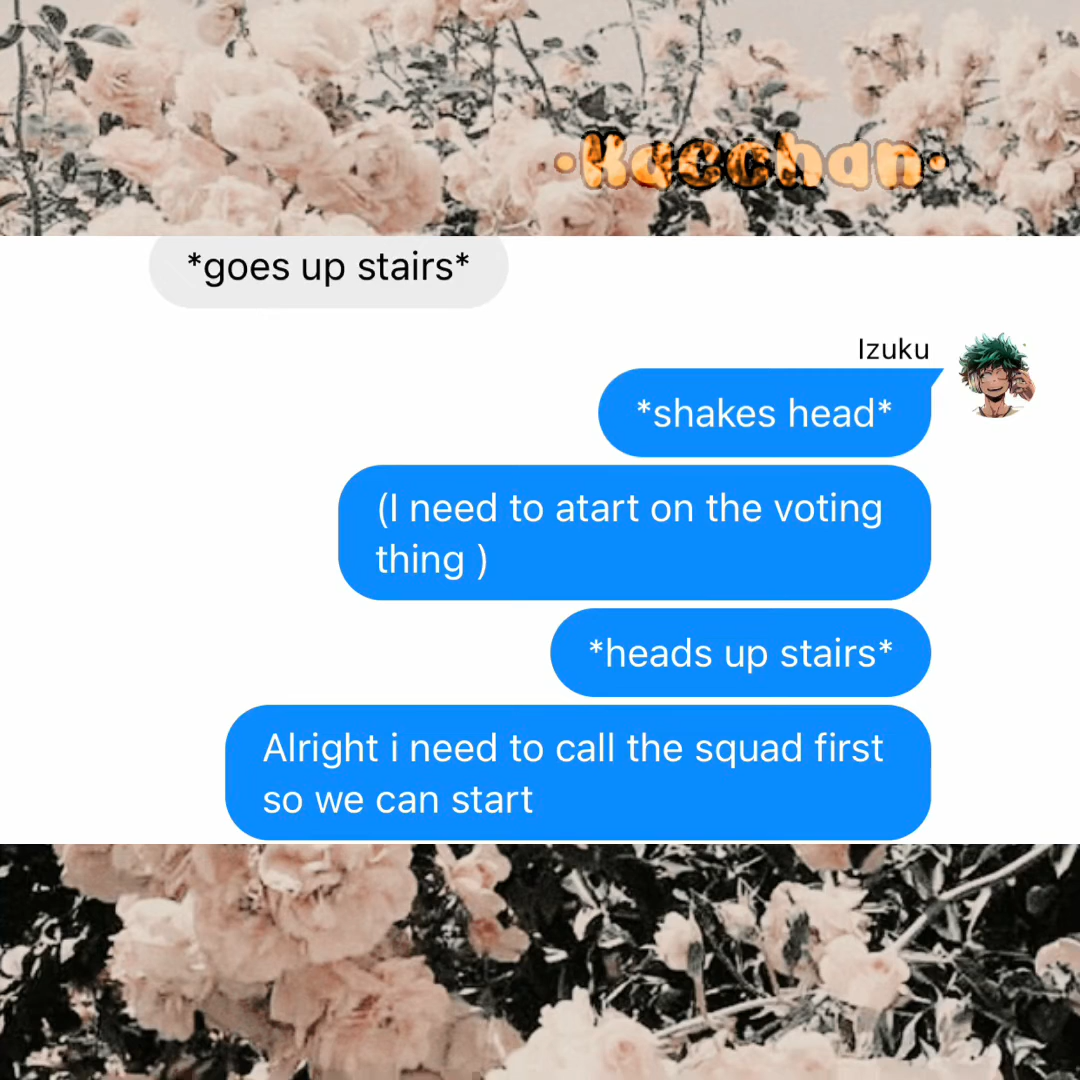 ·Kacchan·
*goes up stairs*
Izuku
*shakes head*
(I need to atart on the voting
thing )
*heads up stairs*
Alright i need to call the squad first
so we can start